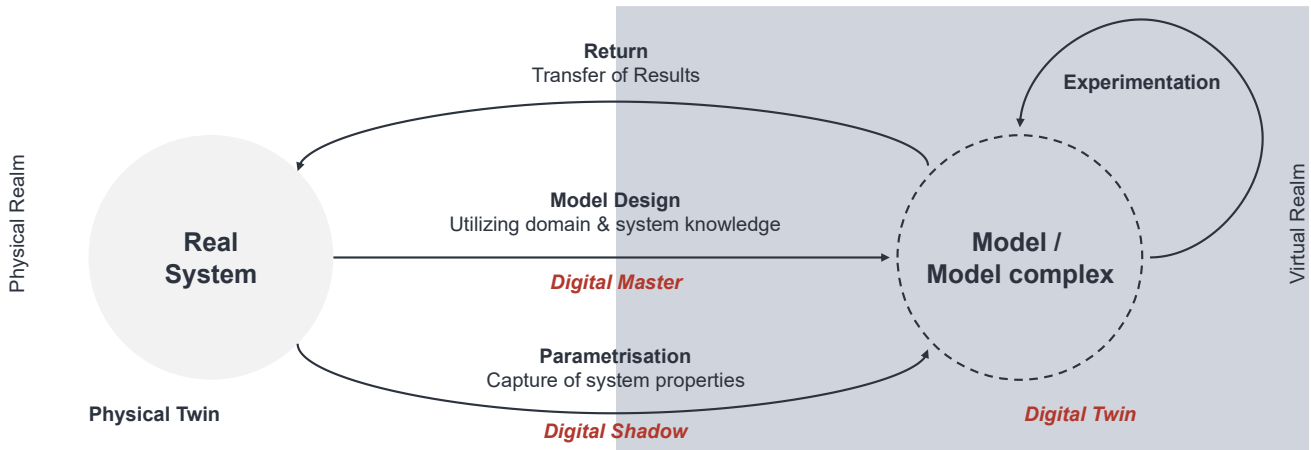 Return
Transfer of Results
Experimentation
Physical Realm
Model Design
Utilizing domain & system knowledge
Real
System
Model /
Model complex
Virtual Realm
Digital Master
Parametrisation
Capture of system properties
Physical Twin
Digital Shadow
Digital Twin